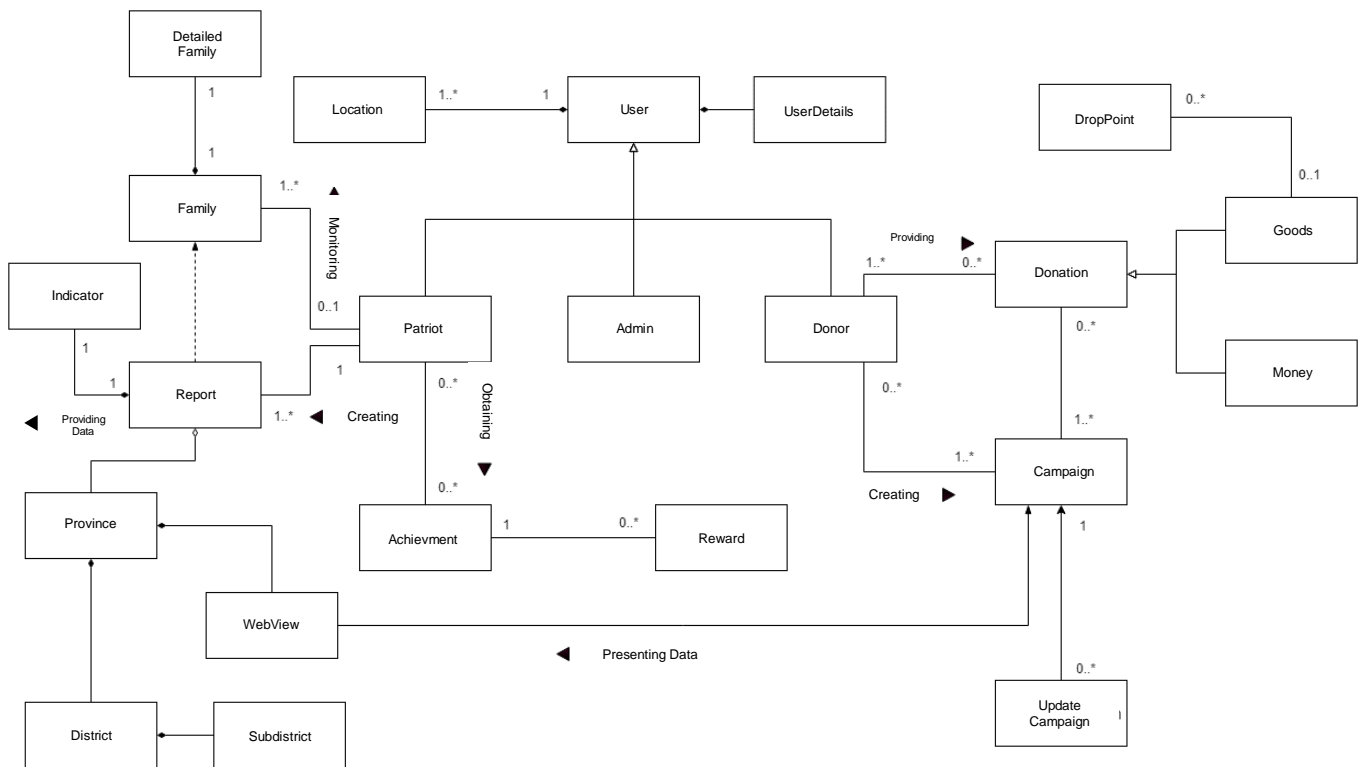 Detailed
Family
1
1
Family
1..*
Monitoring
0..1
Location
1..*
1
User
UserDetails
DropPoint
0..*
0..1
Goods
Providing
1..*
0..*
Donation
Indicator
1
1
Patriot
Admin
Donor
Money
Report
1
1..*
Creating
Providing
Data
0..*
Obtaining
0..*
0..*
1..*
Creating
0..*
1..*
Campaign
Province
Achievment
1
0..*
Reward
1
WebView
Presenting Data
0..*
Update
Campaign
District
Subdistrict